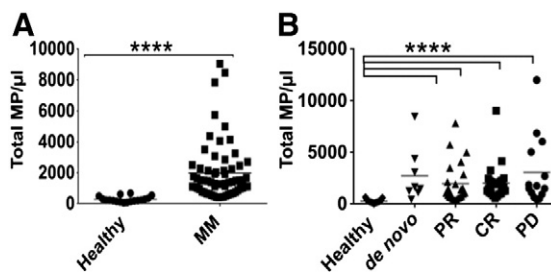 A
****
Total MP/µl
10000
8000
6000
4000
2000
0
Healthy
MM
B
****
Total MP/µl
15000
10000
5000
0
Healthy
de novo
PR
CR
PD